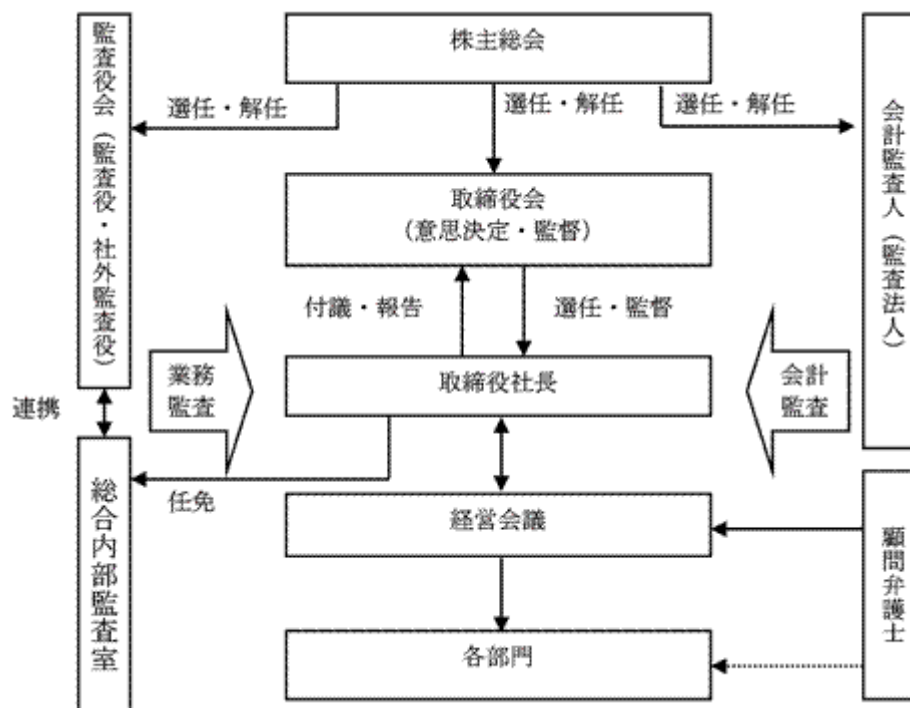 株主総会
監査役会（監査役・社外監査役）
選任・解任
選任・解任
選任・解任
会計監査人（監査法人）
取締役会
（意思決定・監督）
付議・報告
選任・監督
業務
監査
取締役社長
会計
監査
連携
任免
総合内部監査室
経営会議
顧問弁護士
各部門